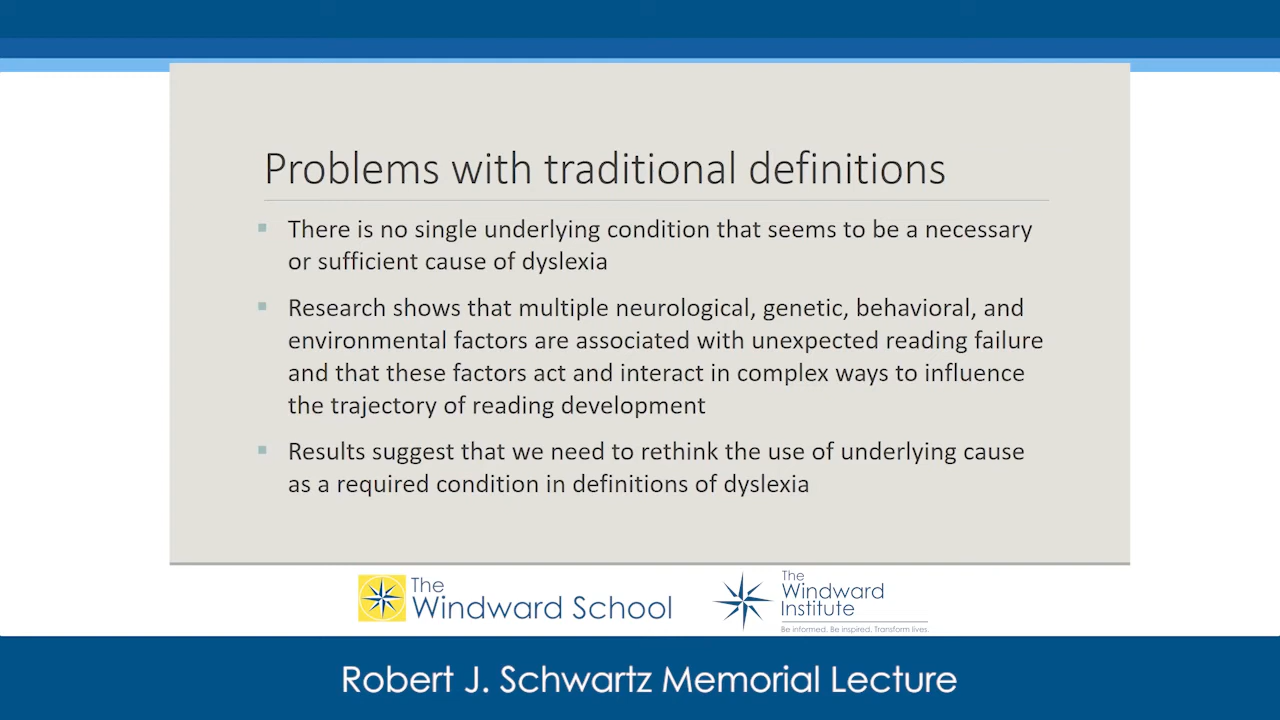 Problems with traditional definitions
▪ There is no single underlying condition that seems to be a necessary
or sufficient cause of dyslexia
▪ Research shows that multiple neurological, genetic, behavioral, and
environmental factors are associated with unexpected reading failure
and that these factors act and interact in complex ways to influence
the trajectory of reading development
▪ Results suggest that we need to rethink the use of underlying cause
as a required condition in definitions of dyslexia
The
Windward School
The
Windward
Institute
Be informed. Be inspired. Transform lives.
Robert J. Schwartz Memorial Lecture